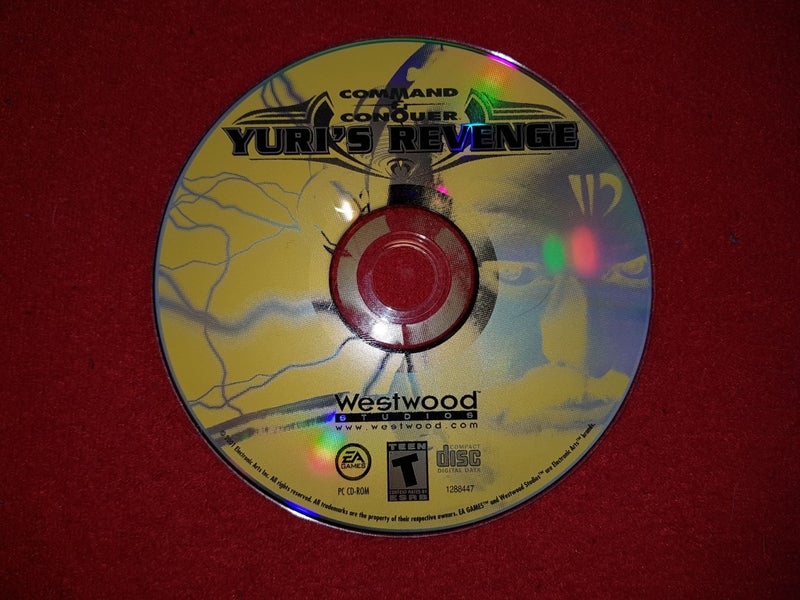 COMMAND
&
CONQUER
YURI'S REVENGE
Westwood™
STUDIOS
www.westwood.com
EA
GAMES
PC CD-ROM
TEEN
T
CONTENT RATED BY
ESRB
COMPACT
disc
DIGITAL DATA
1288447
© 2001 Electronic Arts Inc. All rights reserved. All trademarks are the property of their respective owners. EA GAMES™ and Westwood Studios™ are Electronic Arts™ brands.